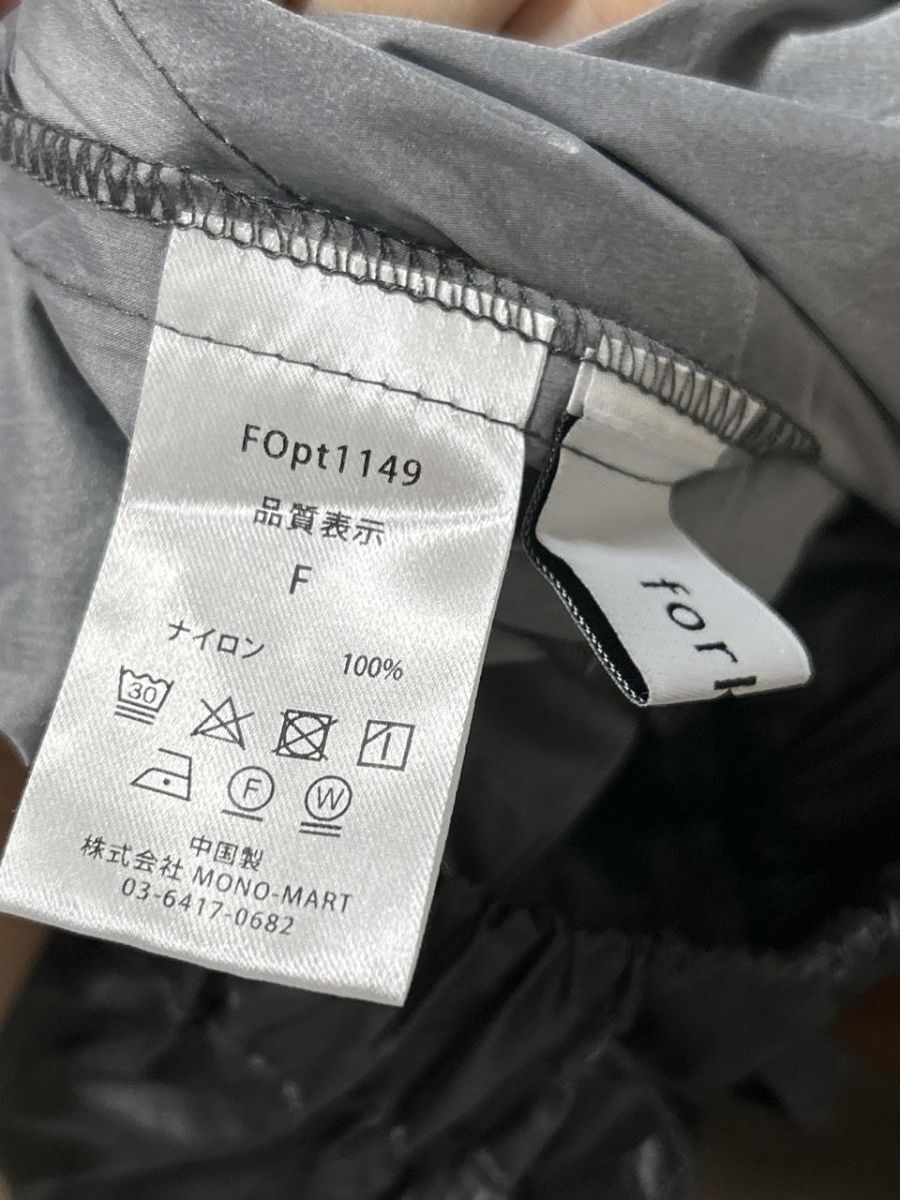 FOpt1149
品質表示
F
ナイロン 100%
30
F W
中国製
株式会社 MONO-MART
03-6417-0682
for